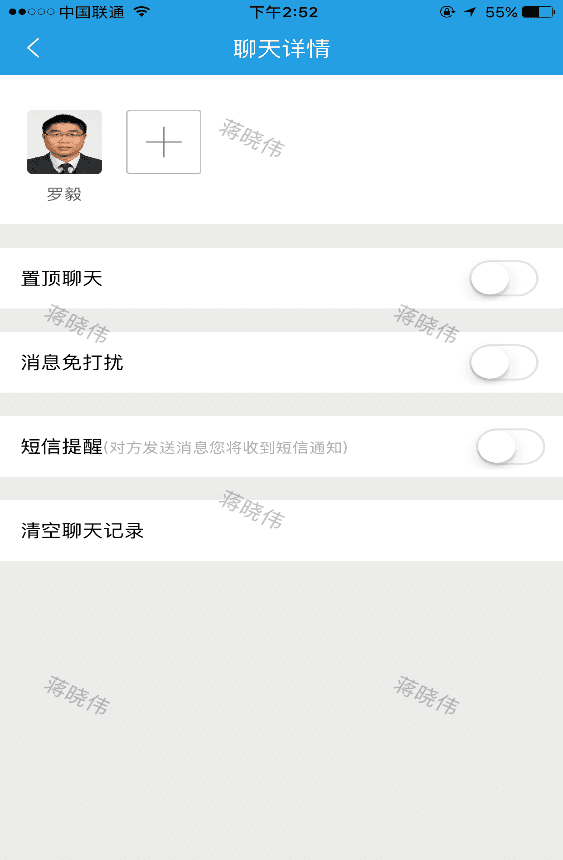 中国联通 下午2:52 55%
聊天详情
蒋晓伟
罗毅
置顶聊天
蒋晓伟 蒋晓伟
消息免打扰
短信提醒(对方发送消息您将收到短信通知)
蒋晓伟
清空聊天记录
蒋晓伟 蒋晓伟